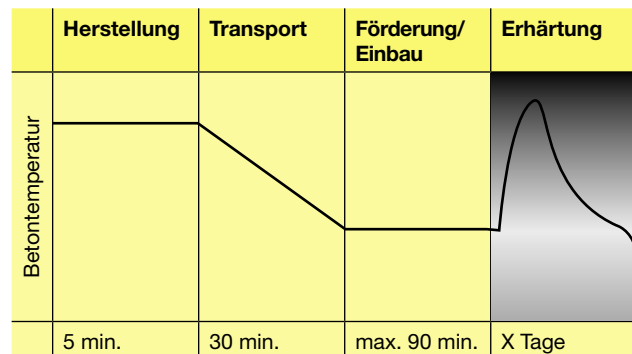 Herstellung
Transport
Förderung/
Einbau
Erhärtung
Betontemperatur
5 min.
30 min.
max. 90 min.
X Tage